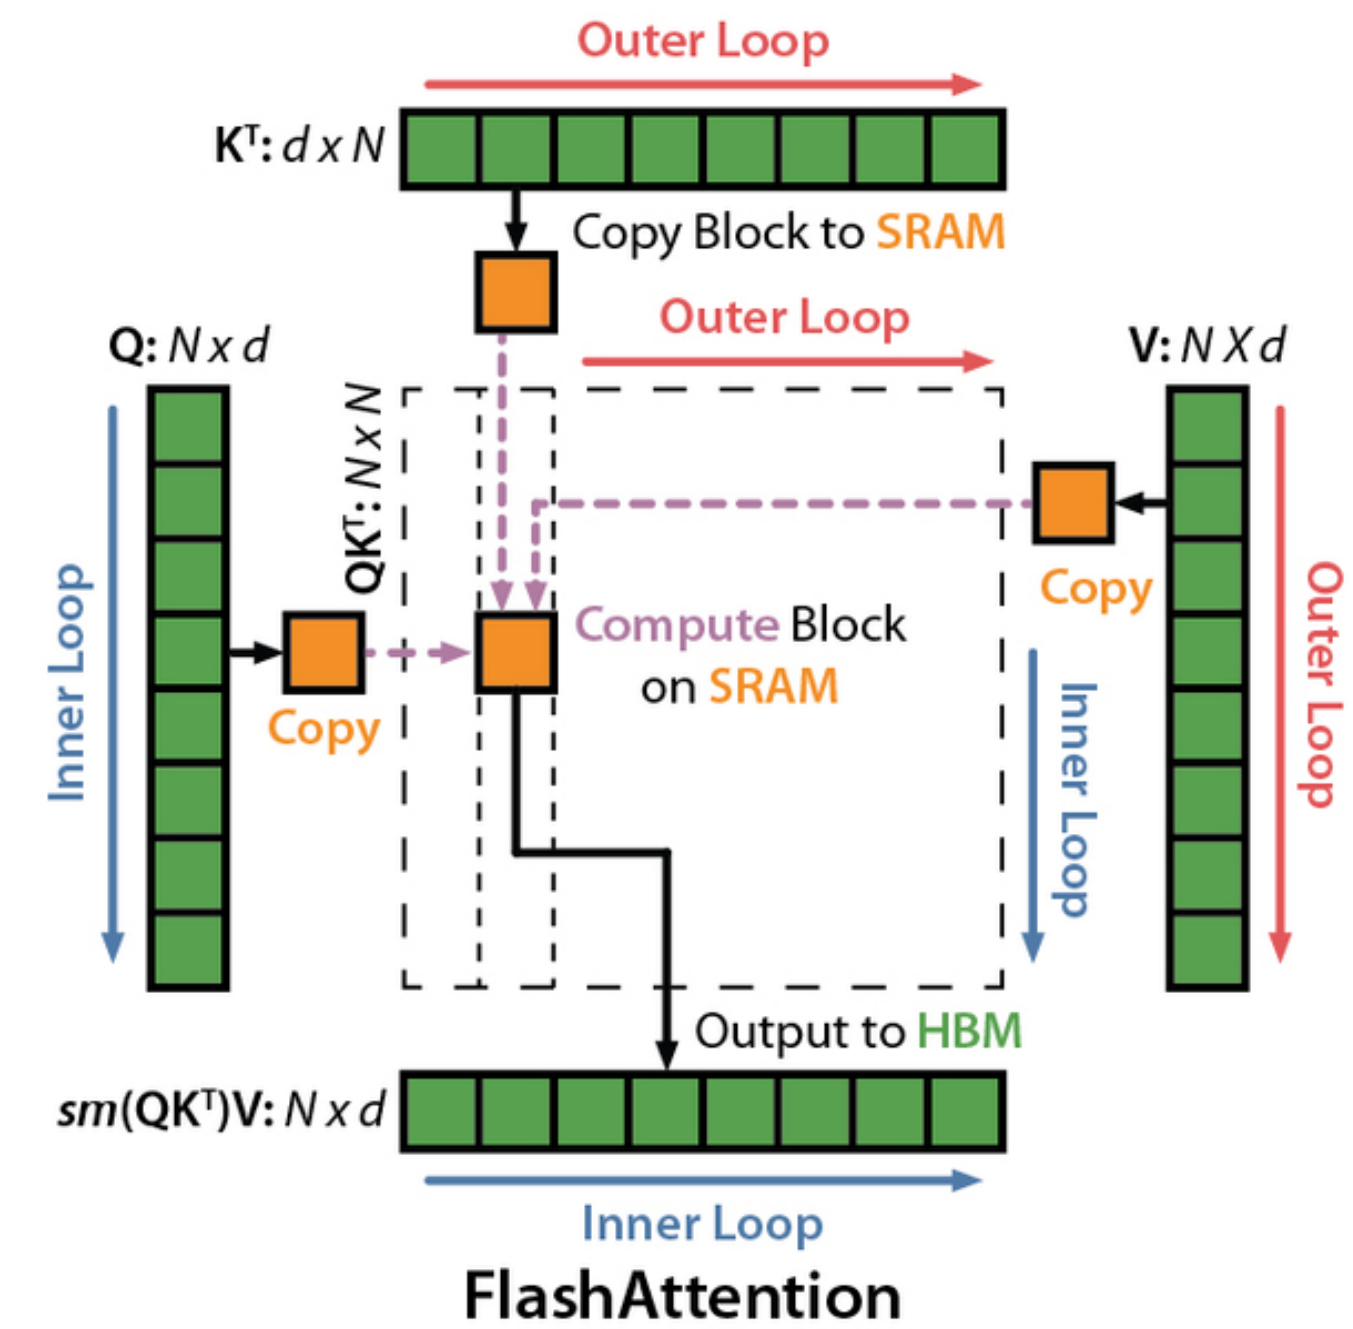 Outer Loop
Kᵀ: d x N
Copy Block to SRAM
Outer Loop
Q: N x d
V: N X d
QKᵀ: N x N
Inner Loop
Copy
Compute Block
on SRAM
Copy
Inner Loop
Outer Loop
Output to HBM
sm(QKᵀ)V: N x d
Inner Loop
FlashAttention